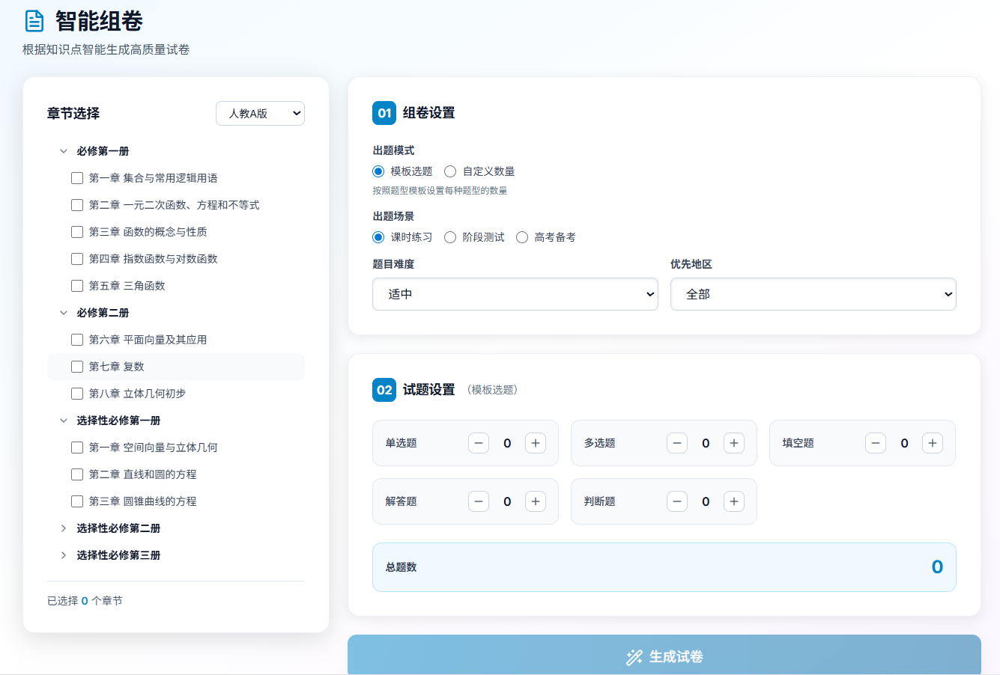 智能组卷
根据知识点智能生成高质量试卷
章节选择
人教A版
必修第一册
第一章 集合与常用逻辑用语
第二章 一元二次函数、方程和不等式
第三章 函数的概念与性质
第四章 指数函数与对数函数
第五章 三角函数
必修第二册
第六章 平面向量及其应用
第七章 复数
第八章 立体几何初步
选择性必修第一册
第一章 空间向量与立体几何
第二章 直线和圆的方程
第三章 圆锥曲线的方程
选择性必修第二册
选择性必修第三册
已选择 0 个章节
01 组卷设置
出题模式
模板选题 自定义数量
按照题型模板设置每种题型的数量
出题场景
课时练习 阶段测试 高考备考
题目难度 优先地区
适中 全部
02 试题设置 （模板选题）
单选题 − 0 + 多选题 − 0 + 填空题 − 0 +
解答题 − 0 + 判断题 − 0 +
总题数 0
生成试卷